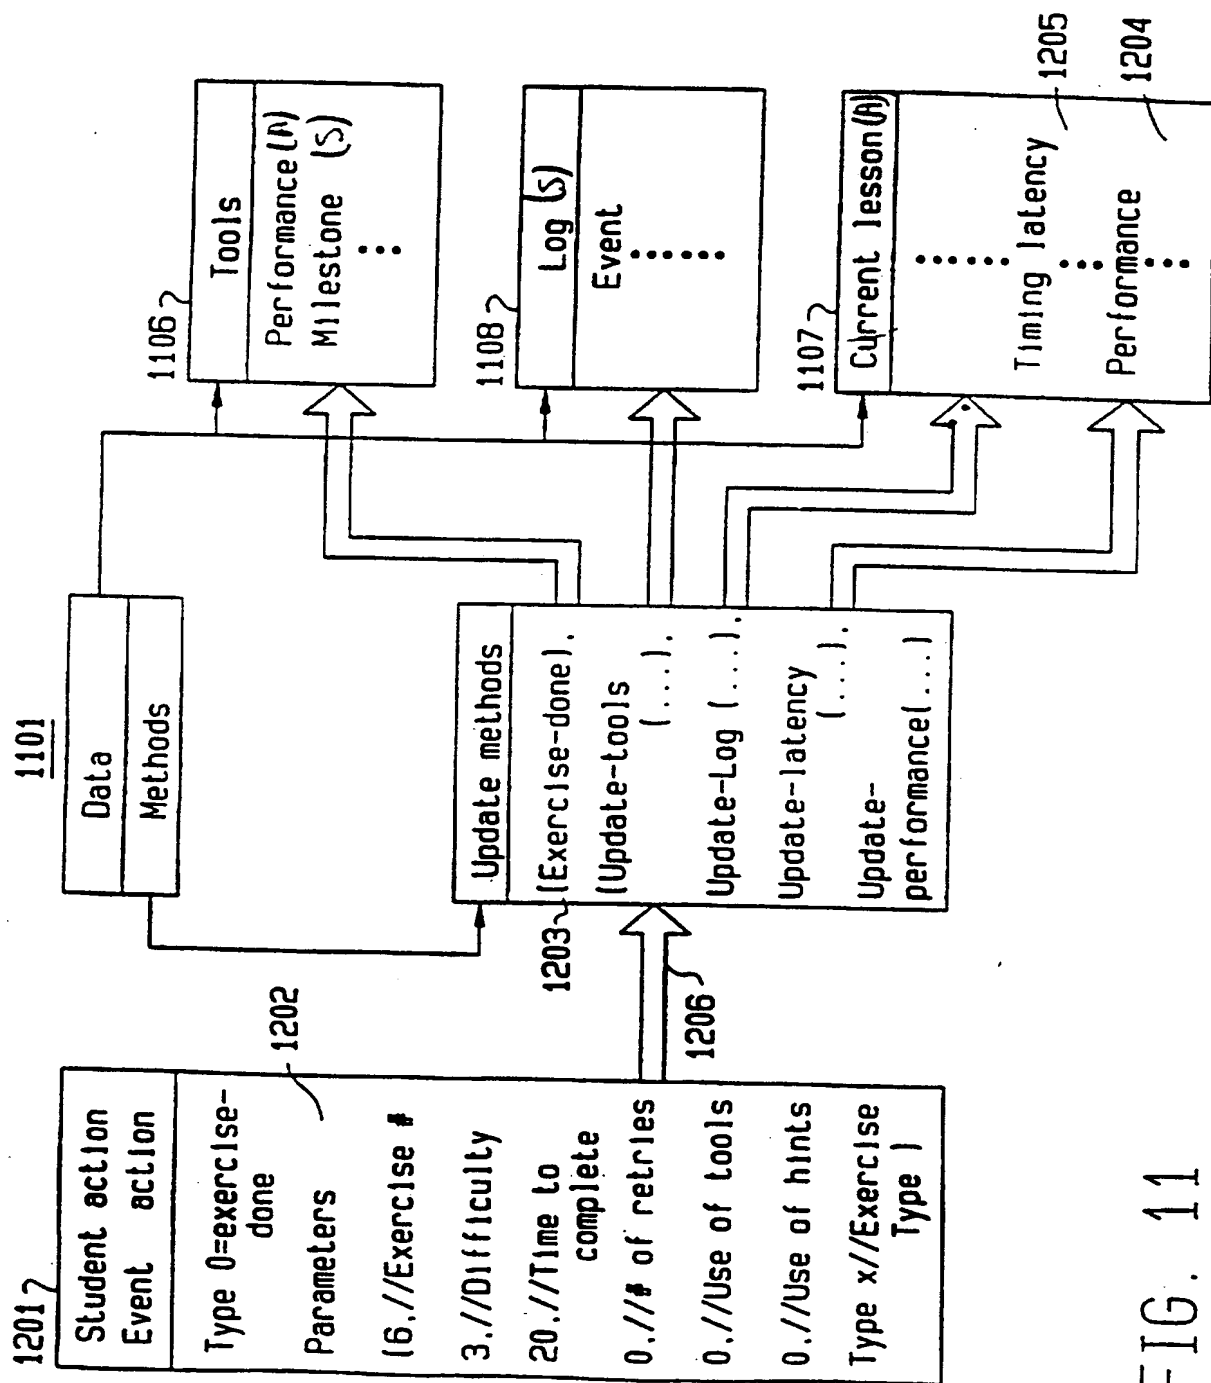 1101
Data
Methods
1201
Student action
Event action
Type 0=exercise-
done
1202
Parameters
(6.//Exercise #
3.//Difficulty
20.//Time to
complete
0.//# of retries
0.//Use of tools
0.//Use of hints
Type x//Exercise
Type )
1206
Update methods
1203
(Exercise-done),
(Update-tools
(...),
Update-Log (...),
Update-latency
(....),
Update-
performance(....)
1106
Tools
Performance (A)
Milestone (S)
1108
Log (S)
Event
1107
Current lesson(A)
Timing latency
1205
Performance
1204
FIG. 11